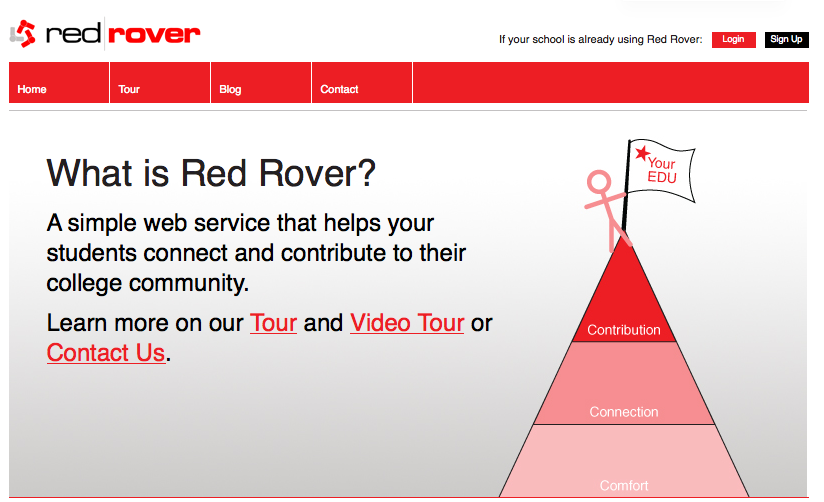 red rover
If your school is already using Red Rover: Login Sign Up
Home Tour Blog Contact
What is Red Rover?
A simple web service that helps your
students connect and contribute to their
college community.
Learn more on our Tour and Video Tour or
Contact Us.
Your
EDU
Contribution
Connection
Comfort